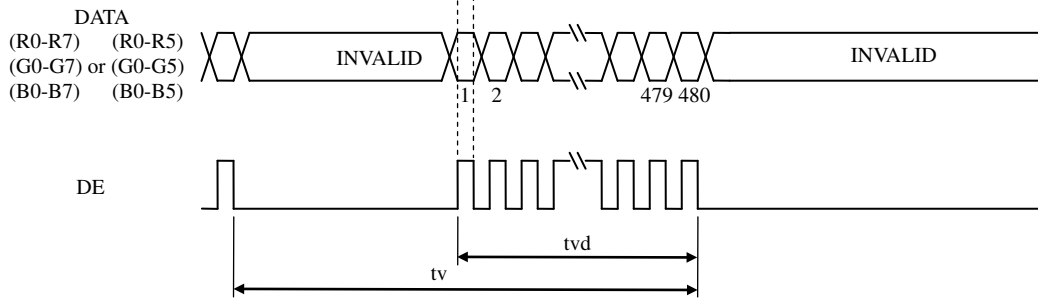 DATA
(R0-R7) (R0-R5)
(G0-G7) or (G0-G5)
(B0-B7) (B0-B5)
INVALID
INVALID
1 2 479 480
DE
tvd
tv